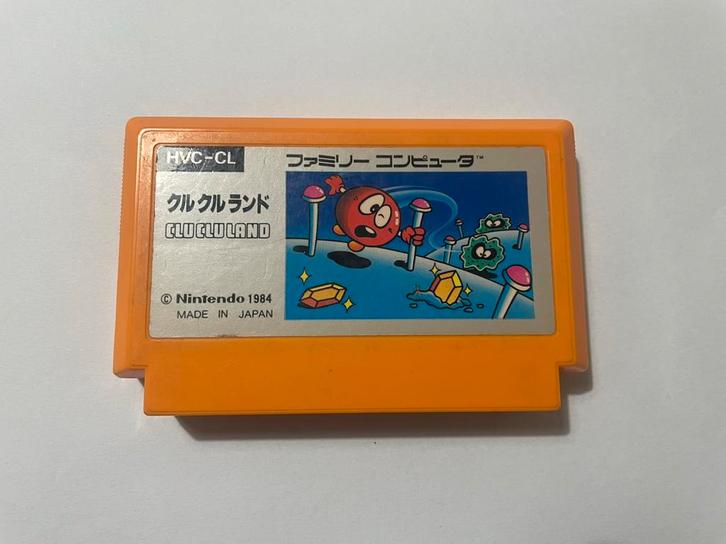 HVC-CL
ファミリー コンピュータ™
クルクルランド
CLU CLU LAND
© Nintendo 1984
MADE IN JAPAN